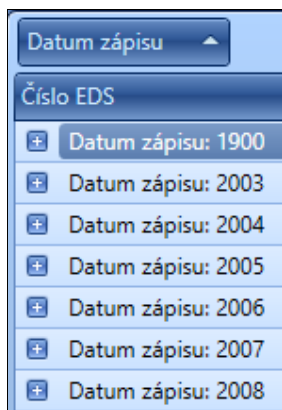 Datum zápisu
Číslo EDS
Datum zápisu: 1900
Datum zápisu: 2003
Datum zápisu: 2004
Datum zápisu: 2005
Datum zápisu: 2006
Datum zápisu: 2007
Datum zápisu: 2008